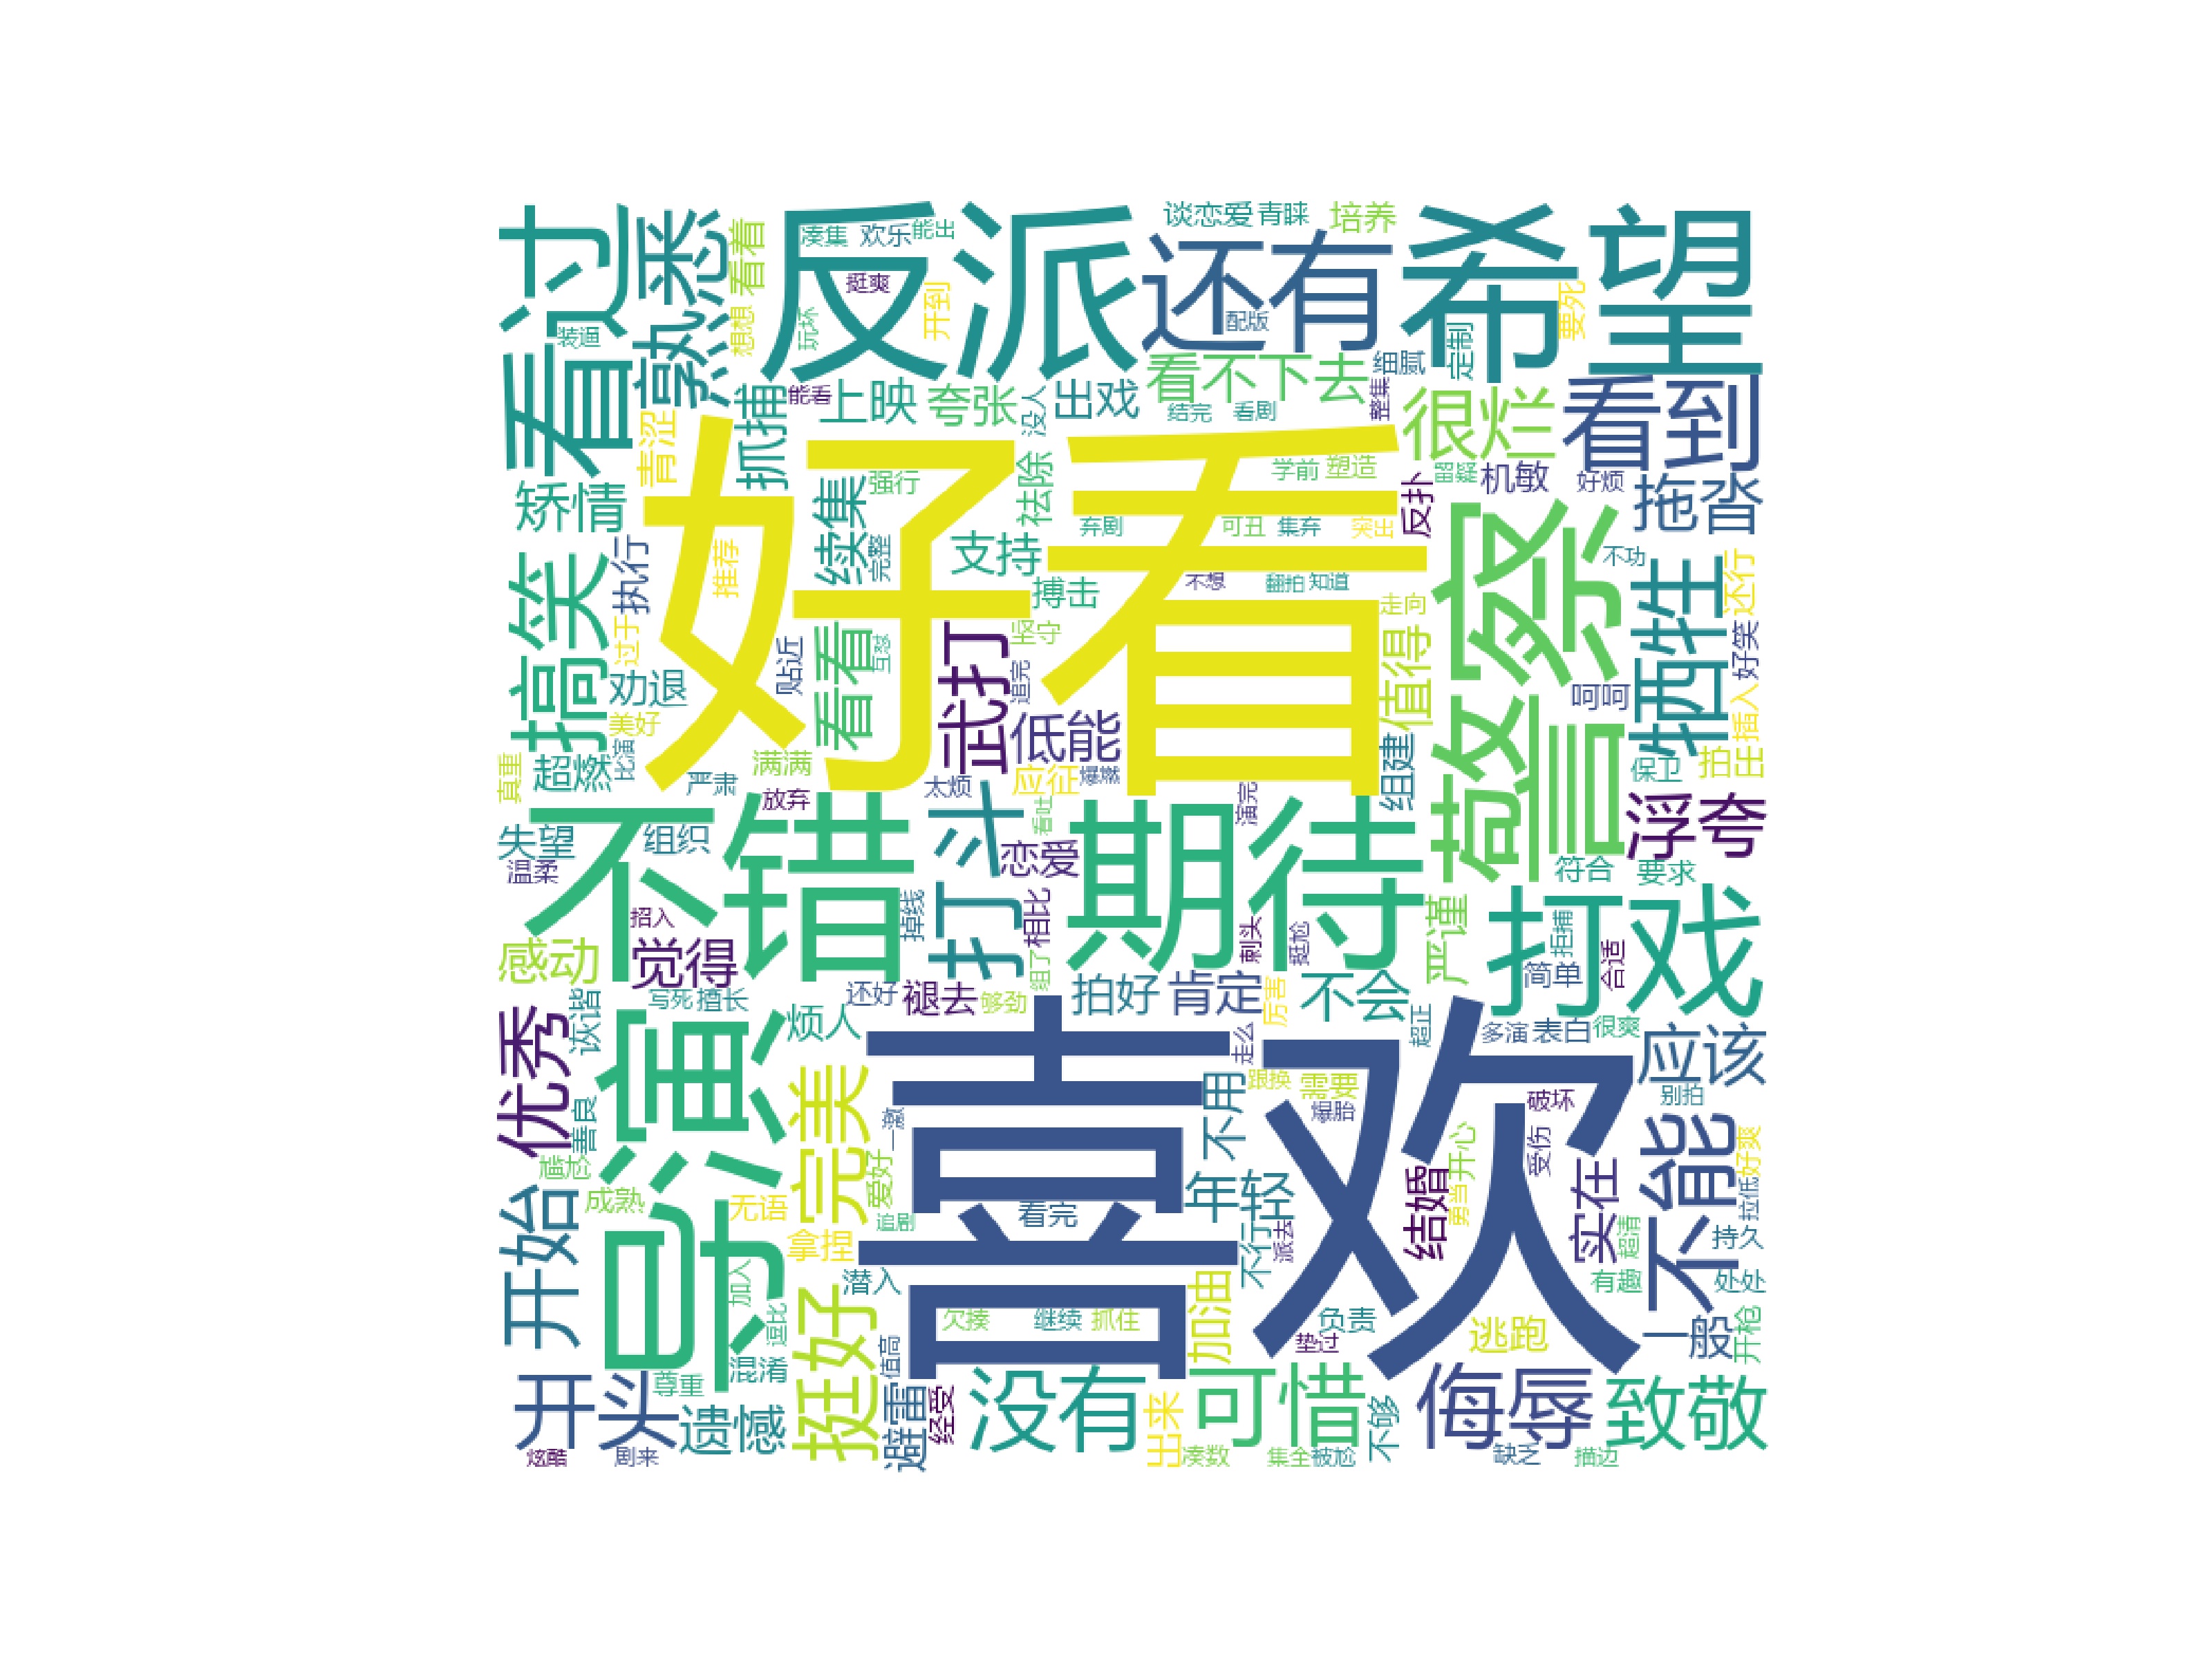 看过
熟悉
看着
想想
装逼
凑集
欢乐
能出
反派
挺爽
玩坏
开到
谈恋爱
青睐
培养
还有
配版
希望
要死
定制
细腻
看不下去
整集
很烂
看到
青涩
抓捕
能看
上映
夸张
没人
出戏
结完
看剧
矫情
强行
祛除
学前
塑造
留疑
机敏
好烦
拖沓
反扑
好看
推荐
续集
完整
支持
弃剧
可丑
集弃
突出
搏击
不想
翻拍
知道
走向
警察
不功
牺牲
还行
好笑
插入
呵呵
搞笑
执行
过于
劝退
美好
贴近
看看
互怼
坚守
追完
武打
低能
值得
超燃
比演
真重
严肃
满满
放弃
太烦
应征
爆燃
组建
保卫
拍出
浮夸
失望
温柔
组织
不错
看吐
演完
打斗
恋爱
期待
符合
要求
招入
掉线
相比
组了
刺头
挺尬
严谨
打戏
拒捕
简单
合适
感动
觉得
写死
擅长
还好
褪去
够劲
拍好
肯定
厉害
不会
超正
多演
表白
很爽
应该
优秀
诙谐
善良
导演
烦人
喜欢
走么
跟换
需要
爆胎
破坏
别拍
尴尬
成熟
无语
完美
一激
爱好
追剧
看完
不用
年轻
受伤
开心
勇当
结婚
实在
不能
好爽
拉低
超清
持久
开始
拿捏
加入
逗比
潜入
不行
派去
有趣
处处
挺好
值高
欠揍
继续
抓住
加油
负责
垫过
逃跑
一般
开枪
开头
尊重
混淆
遗憾
避雷
经受
没有
出来
可惜
不够
侮辱
致敬
炫酷
剧来
凑数
集全
被尬
缺乏
描边